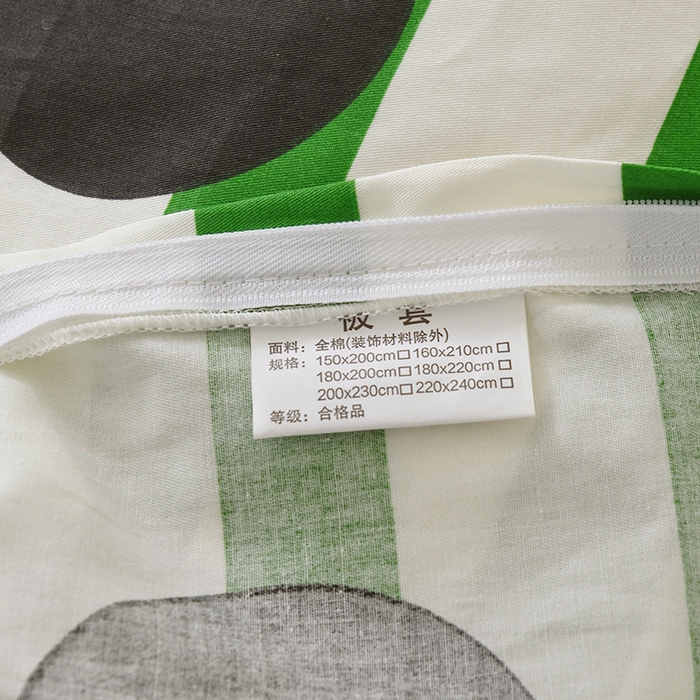 被套
面料：全棉(装饰材料除外)
规格：150x200cm□160x210cm□
180x200cm□180x220cm□
200x230cm□220x240cm□
等级：合格品